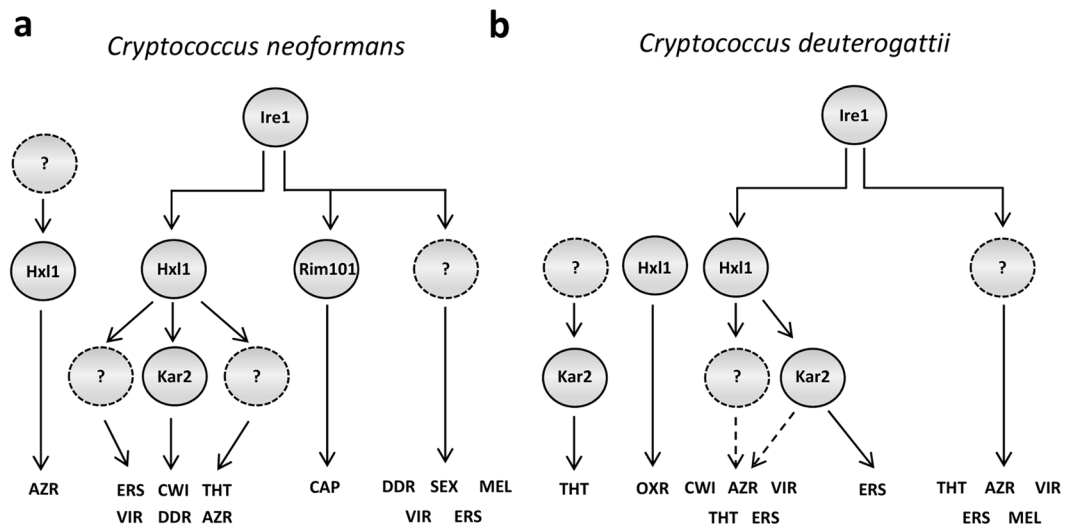 a
b
Cryptococcus neoformans
Cryptococcus deuterogattii
Ire1
Ire1
?
Hxl1
Hxl1
Rim101
?
?
Hxl1
Hxl1
?
?
Kar2
?
Kar2
?
Kar2
AZR
ERS CWI THT
VIR DDR AZR
CAP
DDR SEX MEL
VIR ERS
THT
OXR
CWI AZR VIR
THT ERS
ERS
THT AZR VIR
ERS MEL